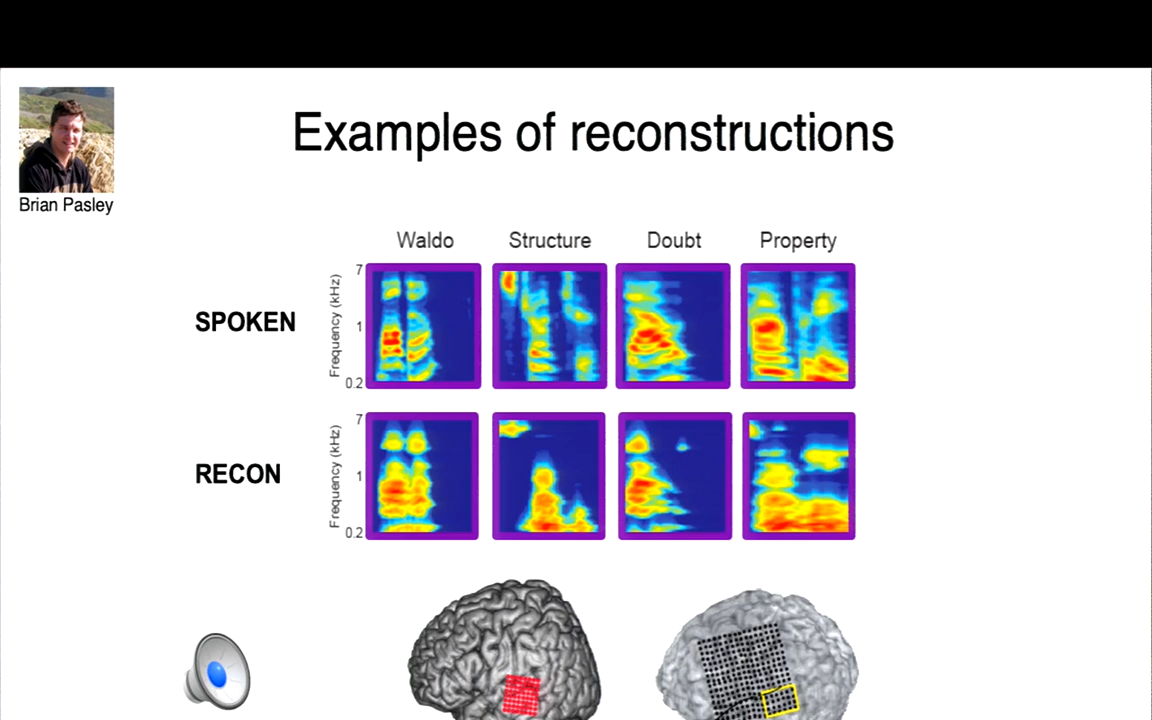 Examples of reconstructions
Brian Pasley
Waldo Structure Doubt Property
SPOKEN
Frequency (kHz)
7
1
0.2
RECON
Frequency (kHz)
7
1
0.2